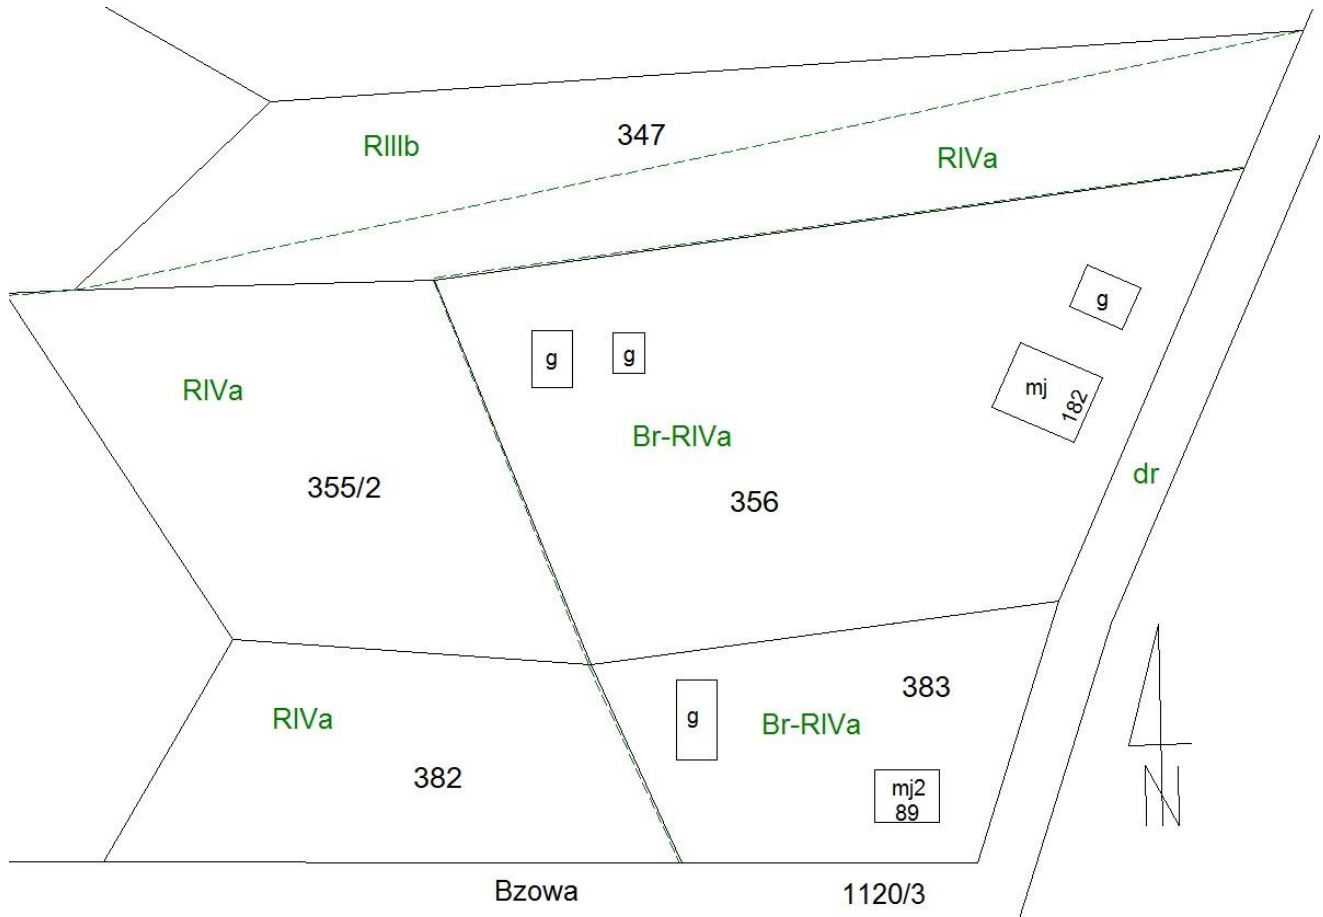 347
RIIIb
RIVa
g
g
g
RIVa
mj
182
Br-RIVa
dr
355/2
356
383
RIVa
g
Br-RIVa
382
mj2
89
N
Bzowa
1120/3